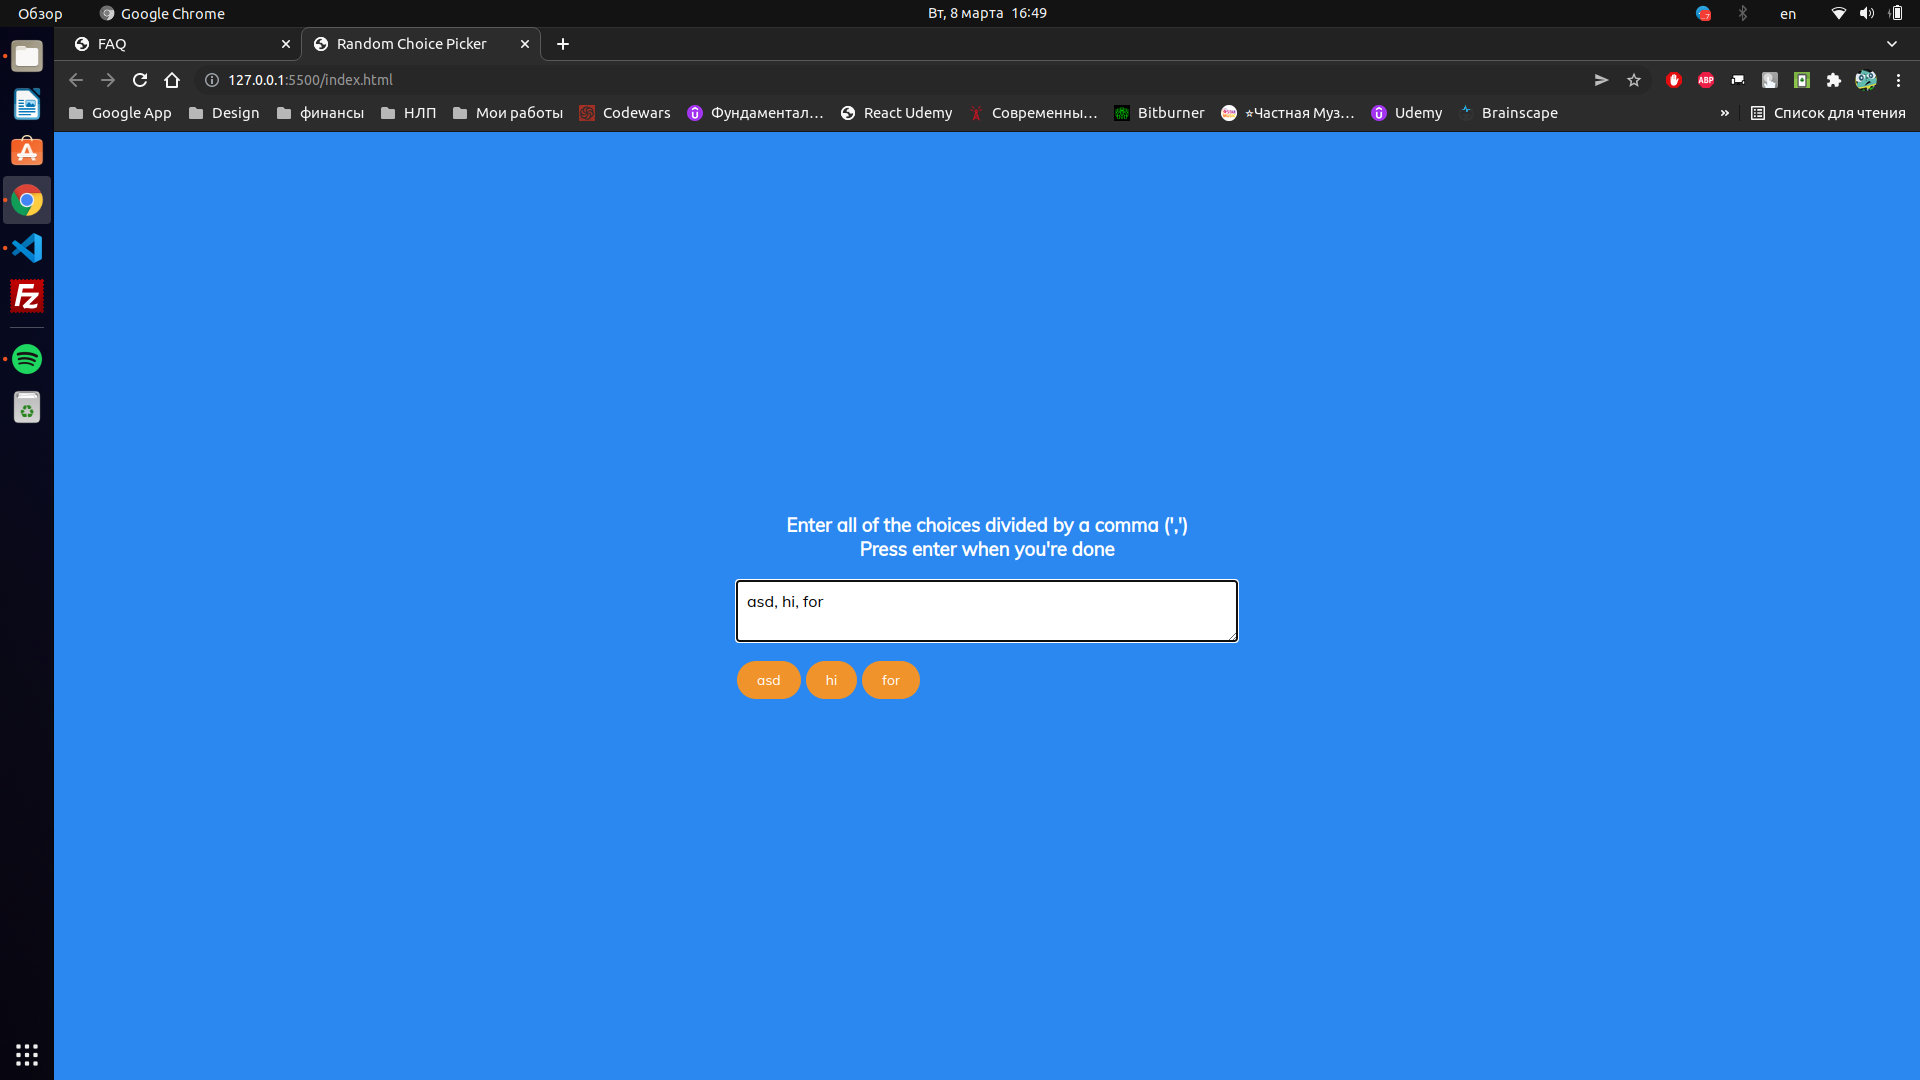 Обзор
Google Chrome
Вт, 8 марта 16:49
en
FAQ
Random Choice Picker
127.0.0.1:5500/index.html
ABP
Google App
Design
финансы
НЛП
Мои работы
Codewars
Фундаментал…
React Udemy
Современны…
Bitburner
⭐Частная Муз…
Udemy
Brainscape
»
Список для чтения
Fz
Enter all of the choices divided by a comma (',')
Press enter when you're done
asd, hi, for
asd
hi
for